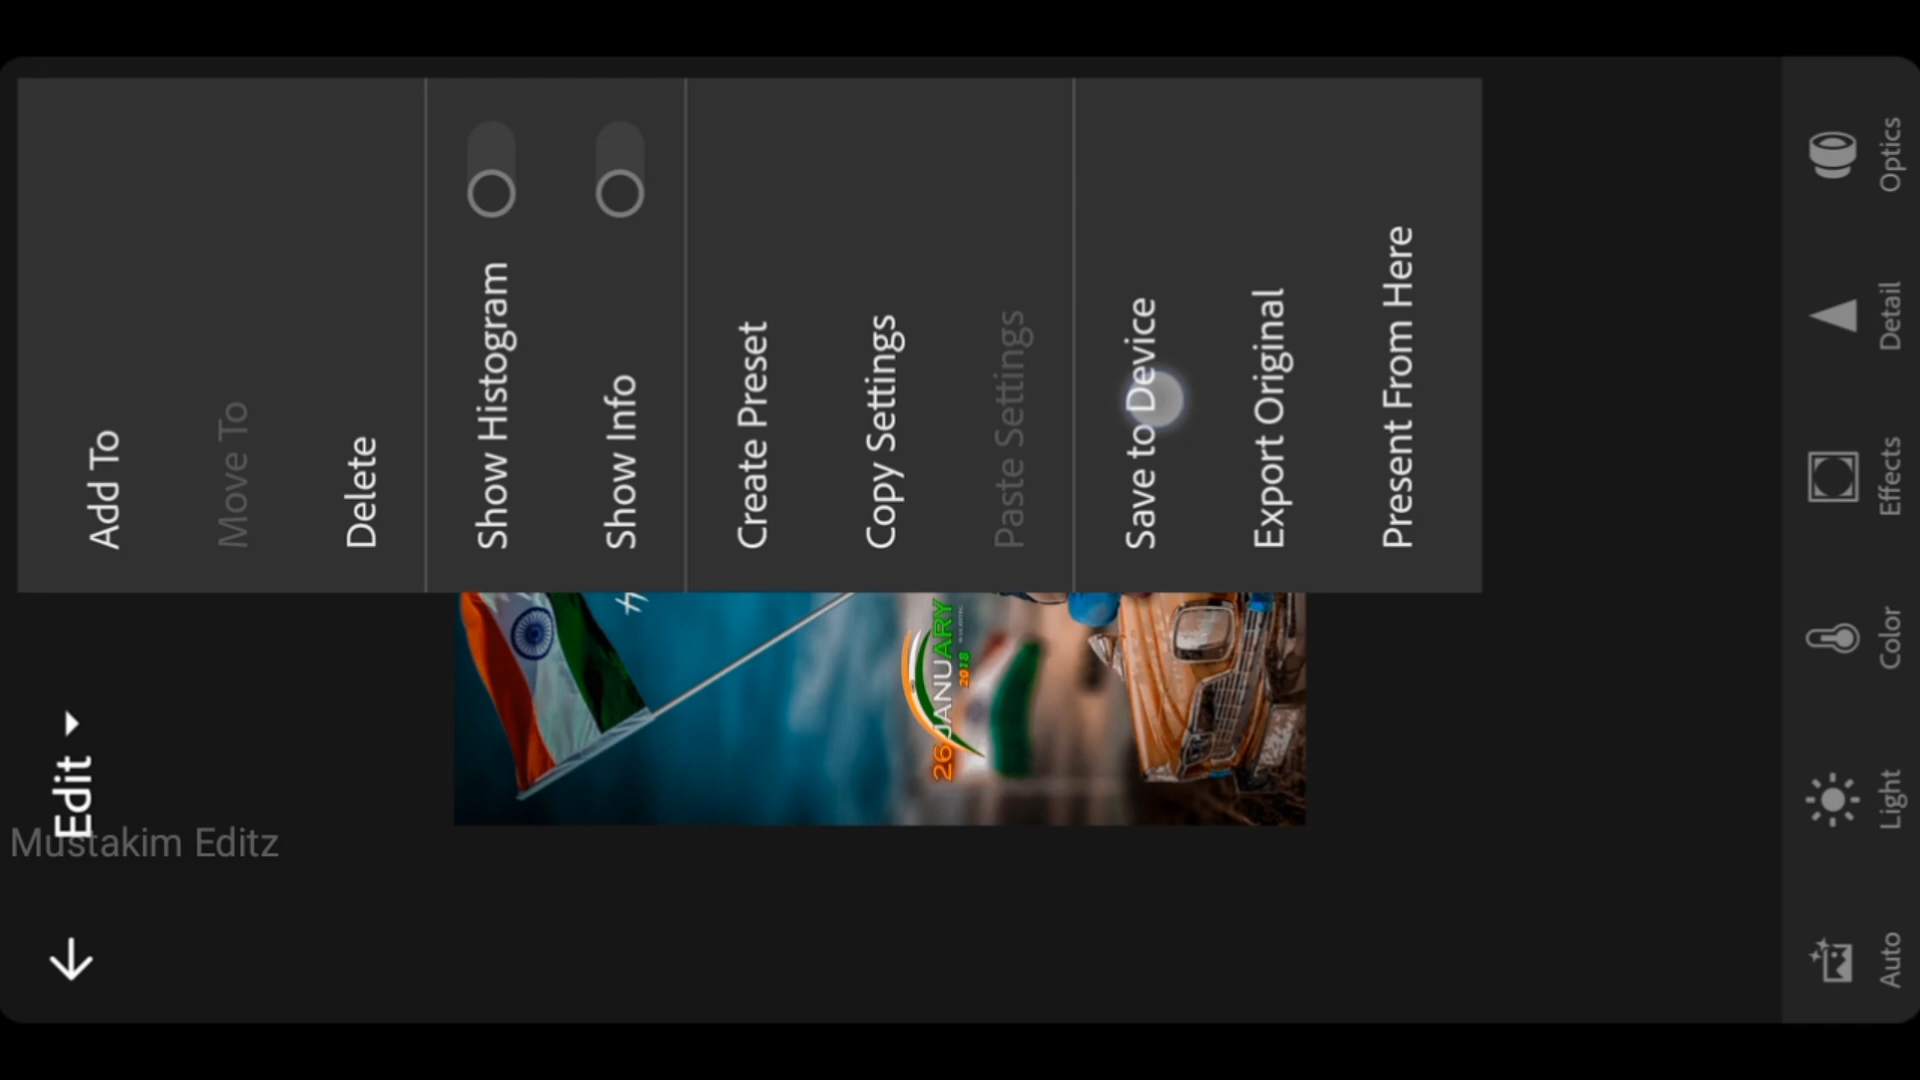 Edit
Mustakim Editz
Add To
Move To
Delete
Show Histogram
Show Info
Create Preset
Copy Settings
Paste Settings
Save to Device
Export Original
Present From Here
26 JANUARY
2018
Auto
Light
Color
Effects
Detail
Optics